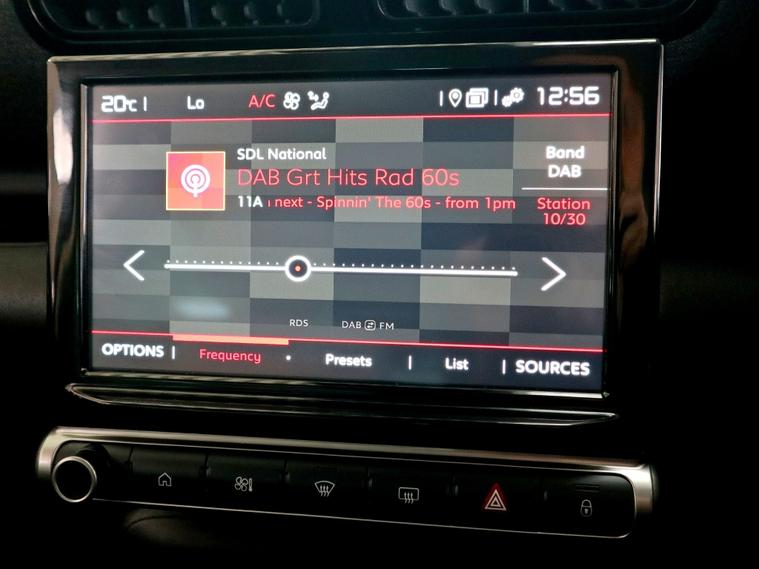 20°C | Lo A/C 12:56
SDL National
DAB Grt Hits Rad 60s
11A next - Spinnin' The 60s - from 1pm
Band
DAB
Station
10/30
RDS DAB FM
OPTIONS | Frequency • Presets | List | SOURCES